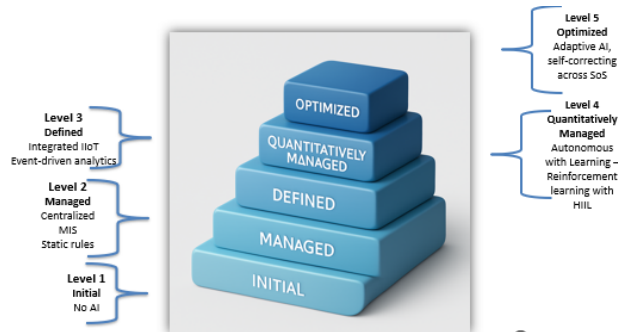 Level 5
Optimized
Adaptive AI,
self-correcting
across SoS
Level 3
Defined
Integrated IIoT
Event-driven analytics
Level 4
Quantitatively
Managed
Autonomous
with Learning –
Reinforcement
learning with
HIIL
Level 2
Managed
Centralized
MIS
Static rules
Level 1
Initial
No AI
OPTIMIZED
QUANTITATIVELY
MANAGED
DEFINED
MANAGED
INITIAL